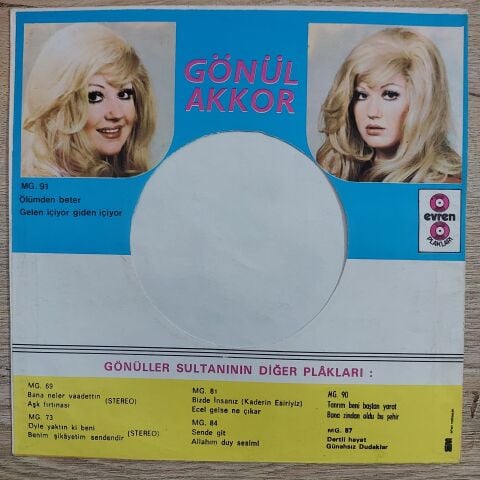 GÖNÜL
AKKOR
MG. 91
Ölümden beter
Gelen içiyor giden içiyor
evren
PLAKLARI
GÖNÜLLER SULTANININ DİĞER PLÂKLARI :
MG. 69
Bana neler vaadettin
Aşk fırtınası
(STEREO)
MG. 73
Öyle yaktın ki beni
Benim şikâyetim sendendir
(STEREO)
MG. 81
Bizde İnsanız (Kaderin Esiriyiz)
Ecel gelse ne çıkar
MG. 84
Sende git
Allahım duy sesimi
MG. 90
Tanrım beni baştan yarat
Bana zindan oldu bu şehir
MG. 87
Dertli hayat
Günahsız Dudaklar